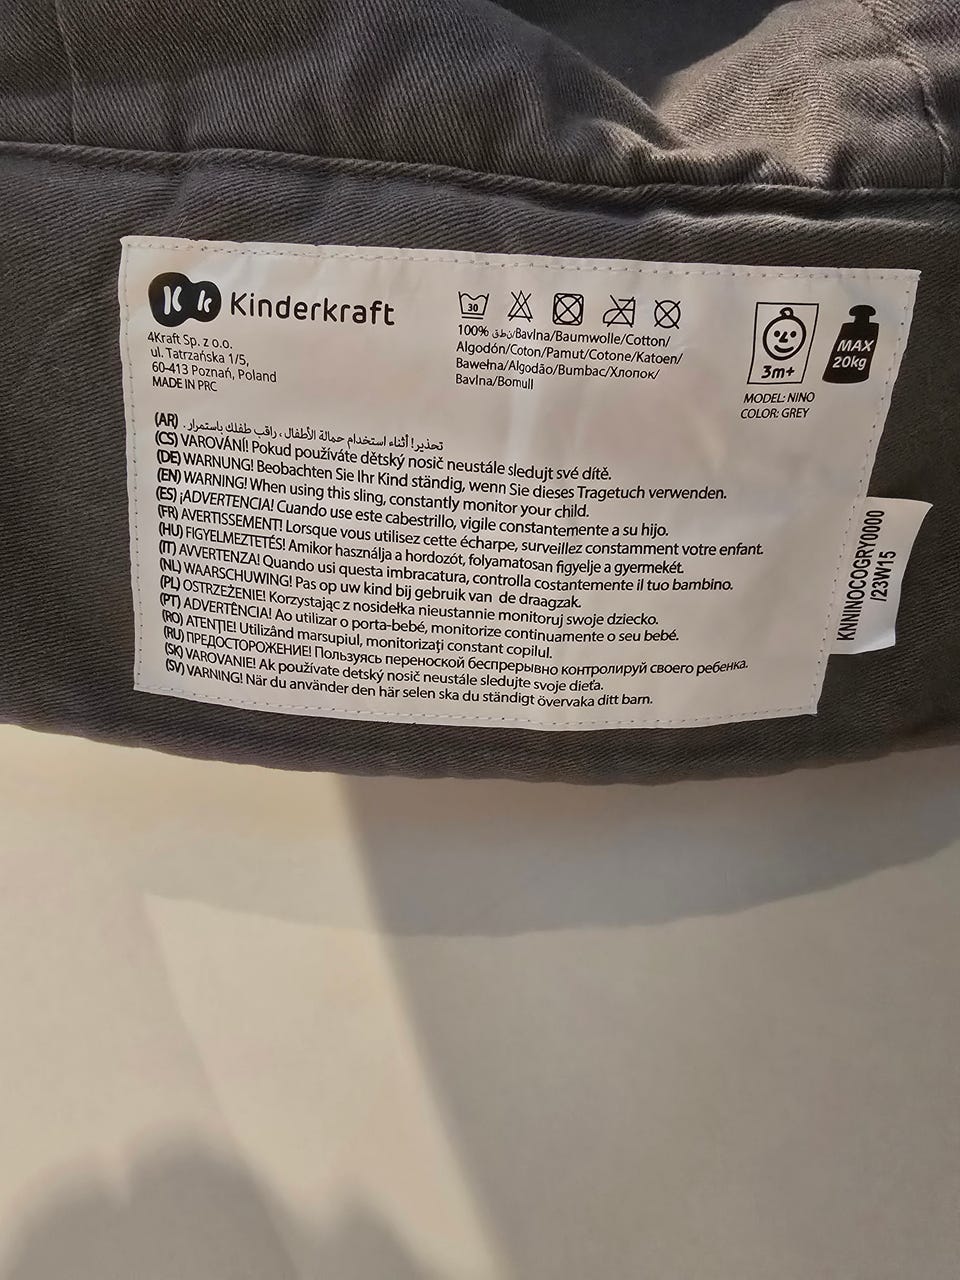 Kinderkraft
4Kraft Sp. z o.o.
ul. Tatrzańska 1/5,
60-413 Poznań, Poland
MADE IN PRC
30
100% قطن/Bavlna/Baumwolle/Cotton/
Algodón/Coton/Pamut/Cotone/Katoen/
Bawełna/Algodão/Bumbac/Хлопок/
Bavlna/Bomull
3m+
MAX
20kg
MODEL: NINO
COLOR: GREY
(AR) تحذير! أثناء استخدام حمالة الأطفال ، راقب طفلك باستمرار.
(CS) VAROVÁNÍ! Pokud používáte dětský nosič neustále sledujt své dítě.
(DE) WARNUNG! Beobachten Sie Ihr Kind ständig, wenn Sie dieses Tragetuch verwenden.
(EN) WARNING! When using this sling, constantly monitor your child.
(ES) ¡ADVERTENCIA! Cuando use este cabestrillo, vigile constantemente a su hijo.
(FR) AVERTISSEMENT! Lorsque vous utilisez cette écharpe, surveillez constamment votre enfant.
(HU) FIGYELMEZTETÉS! Amikor használja a hordozót, folyamatosan figyelje a gyermekét.
(IT) AVVERTENZA! Quando usi questa imbracatura, controlla costantemente il tuo bambino.
(NL) WAARSCHUWING! Pas op uw kind bij gebruik van de draagzak.
(PL) OSTRZEŻENIE! Korzystając z nosidełka nieustannie monitoruj swoje dziecko.
(PT) ADVERTÊNCIA! Ao utilizar o porta-bebé, monitorize continuamente o seu bebé.
(RO) ATENȚIE! Utilizând marsupiul, monitorizați constant copilul.
(RU) ПРЕДОСТОРОЖЕНИЕ! Пользуясь переноской беспрерывно контролируй своего ребенка.
(SK) VAROVANIE! Ak používate detský nosič neustále sledujte svoje dieťa.
(SV) VARNING! När du använder den här selen ska du ständigt övervaka ditt barn.
KNNINOCOGRY0000
/23W15